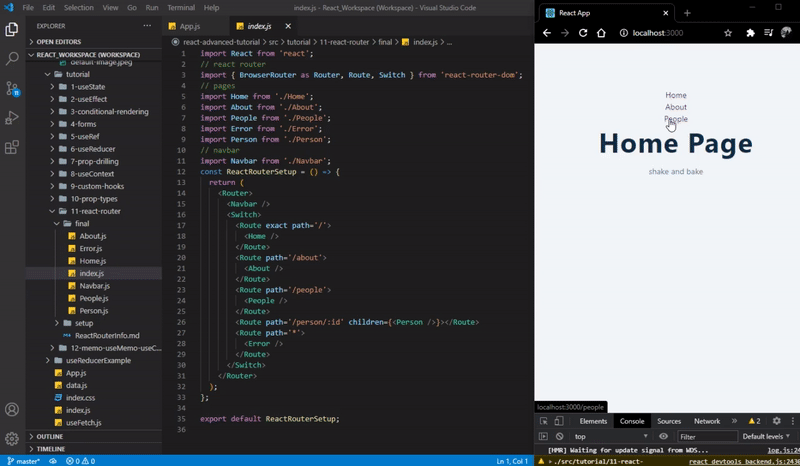 File Edit Selection View Go Run Terminal Help
index.js - React_Workspace (Workspace) - Visual Studio Code
EXPLORER
OPEN EDITORS
REACT_WORKSPACE (WORKSPACE)
default-image.jpeg
tutorial
1-useState
2-useEffect
3-conditional-rendering
4-forms
5-useRef
6-useReducer
7-prop-drilling
8-useContext
9-custom-hooks
10-prop-types
11-react-router
final
About.js
Error.js
Home.js
index.js
Navbar.js
People.js
Person.js
setup
ReactRouterInfo.md
12-memo-useMemo-useC...
useReducerExample
App.js
data.js
index.css
index.js
useFetch.js
OUTLINE
TIMELINE
master*
0 0
Ln 1, Col 1
App.js
index.js
react-advanced-tutorial > src > tutorial > 11-react-router > final > index.js > ...
1 import React from 'react';
2 // react router
3 import { BrowserRouter as Router, Route, Switch } from 'react-router-dom';
4 // pages
5 import Home from './Home';
6 import About from './About';
7 import People from './People';
8 import Error from './Error';
9 import Person from './Person';
10 // navbar
11 import Navbar from './Navbar';
12 const ReactRouterSetup = () => {
13 return (
14 <Router>
15 <Navbar />
16 <Switch>
17 <Route exact path='/'>
18 <Home />
19 </Route>
20 <Route path='/about'>
21 <About />
22 </Route>
23 <Route path='/people'>
24 <People />
25 </Route>
26 <Route path='/person/:id' children={<Person />}></Route>
27 <Route path='*'>
28 <Error />
29 </Route>
30 </Switch>
31 </Router>
32 );
33 };
34
35 export default ReactRouterSetup;
36
React App
localhost:3000
Home
About
People
Home Page
shake and bake
localhost:3000/people
Elements Console Sources Network 2
top Filter Default levels
[HMR] Waiting for update signal from WDS... log.js:24
./src/tutorial/11-react- react_devtools_backend.js:2430